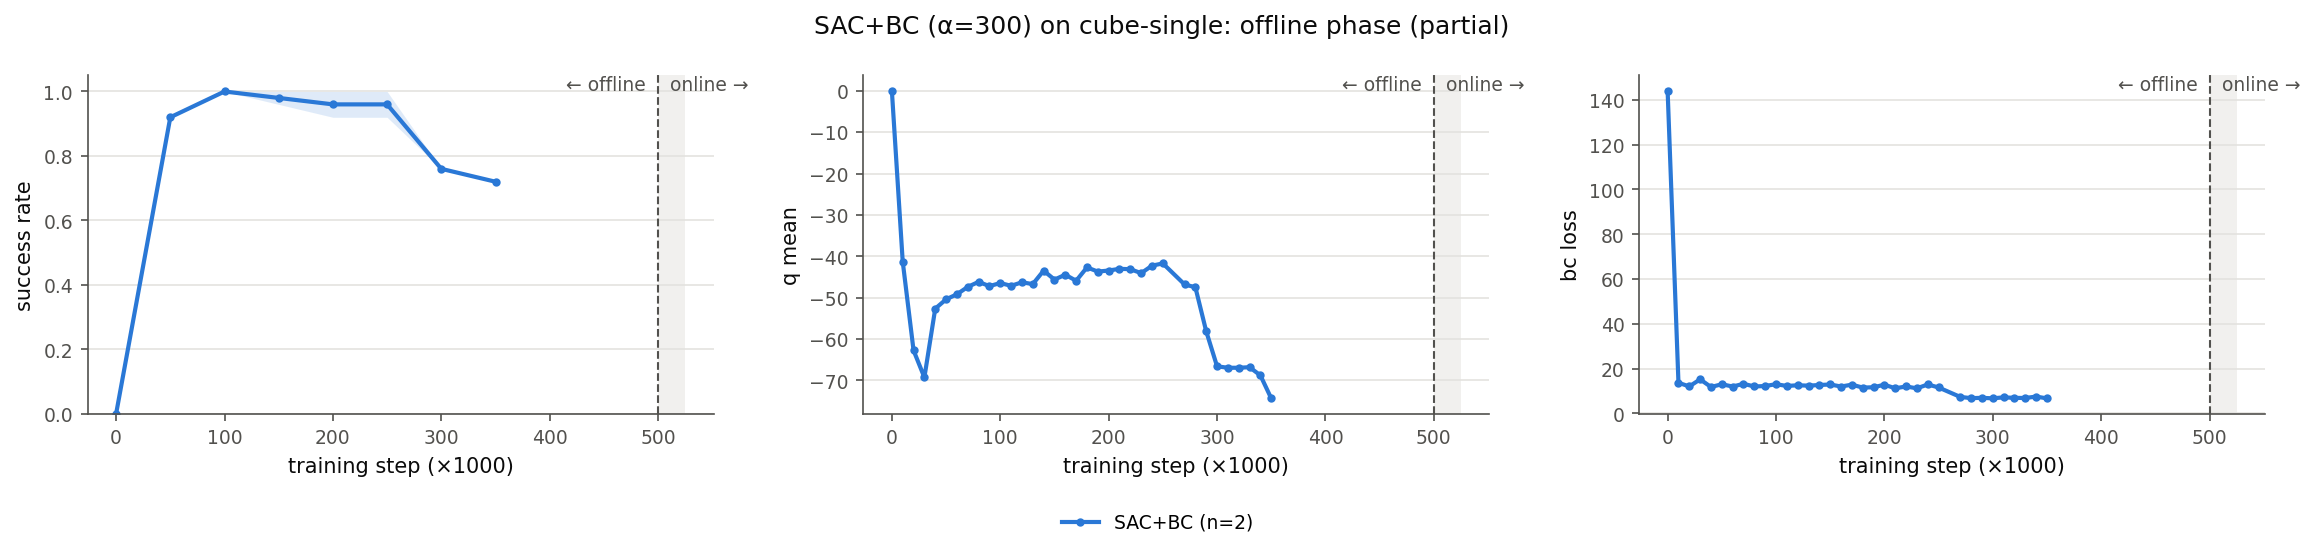 SAC+BC (α=300) on cube-single: offline phase (partial)
success rate
1.0
0.8
0.6
0.4
0.2
0.0
← offline
online →
0 100 200 300 400 500
training step (×1000)
q mean
0
−10
−20
−30
−40
−50
−60
−70
← offline
online →
0 100 200 300 400 500
training step (×1000)
bc loss
140
120
100
80
60
40
20
0
← offline
online →
0 100 200 300 400 500
training step (×1000)
SAC+BC (n=2)